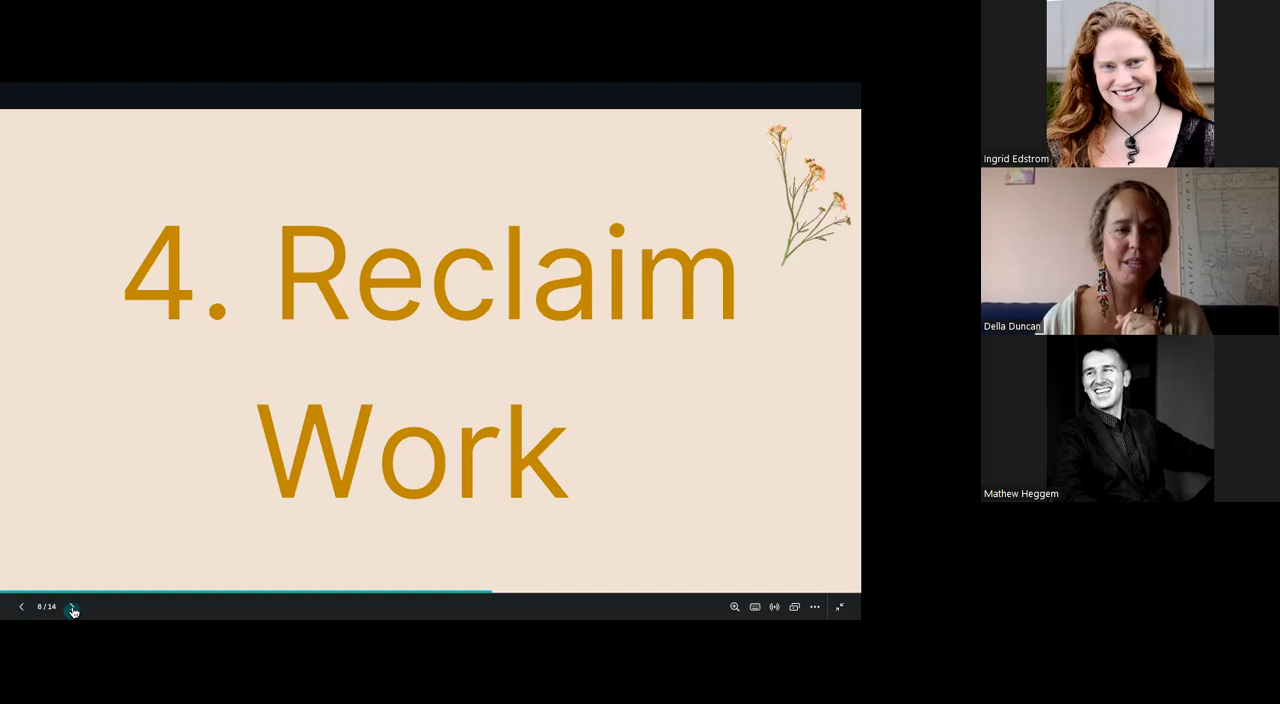 4. Reclaim
Work
8 / 14
Ingrid Edstrom
Della Duncan
Mathew Heggem